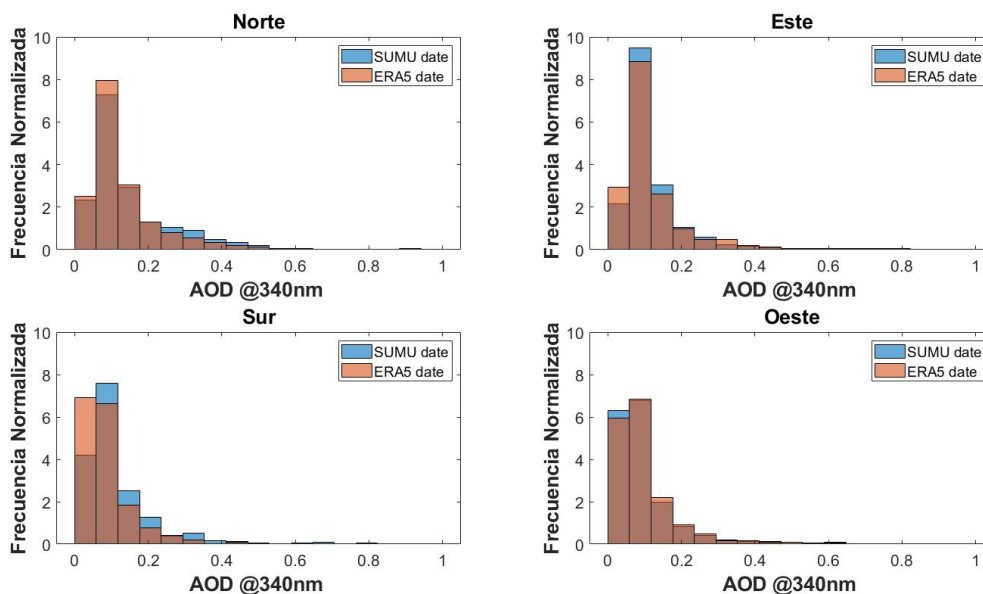 Norte
Frecuencia Normalizada
10
8
6
4
2
0
SUMU date
ERA5 date
0 0.2 0.4 0.6 0.8 1
AOD @340nm
Este
Frecuencia Normalizada
10
8
6
4
2
0
SUMU date
ERA5 date
0 0.2 0.4 0.6 0.8 1
AOD @340nm
Sur
Frecuencia Normalizada
10
8
6
4
2
0
SUMU date
ERA5 date
0 0.2 0.4 0.6 0.8 1
AOD @340nm
Oeste
Frecuencia Normalizada
10
8
6
4
2
0
SUMU date
ERA5 date
0 0.2 0.4 0.6 0.8 1
AOD @340nm